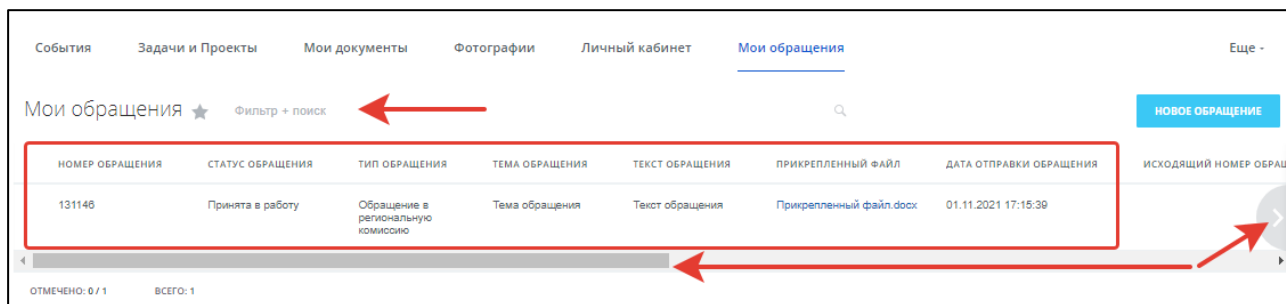 События Задачи и Проекты Мои документы Фотографии Личный кабинет Мои обращения Еще -
Мои обращения Фильтр + поиск НОВОЕ ОБРАЩЕНИЕ
НОМЕР ОБРАЩЕНИЯ СТАТУС ОБРАЩЕНИЯ ТИП ОБРАЩЕНИЯ ТЕМА ОБРАЩЕНИЯ ТЕКСТ ОБРАЩЕНИЯ ПРИКРЕПЛЕННЫЙ ФАЙЛ ДАТА ОТПРАВКИ ОБРАЩЕНИЯ ИСХОДЯЩИЙ НОМЕР ОБРАЩ
131146 Принята в работу Обращение в Тема обращения Текст обращения Прикрепленный файл.docx 01.11.2021 17:15:39
региональную
комиссию
ОТМЕЧЕНО: 0 / 1 ВСЕГО: 1